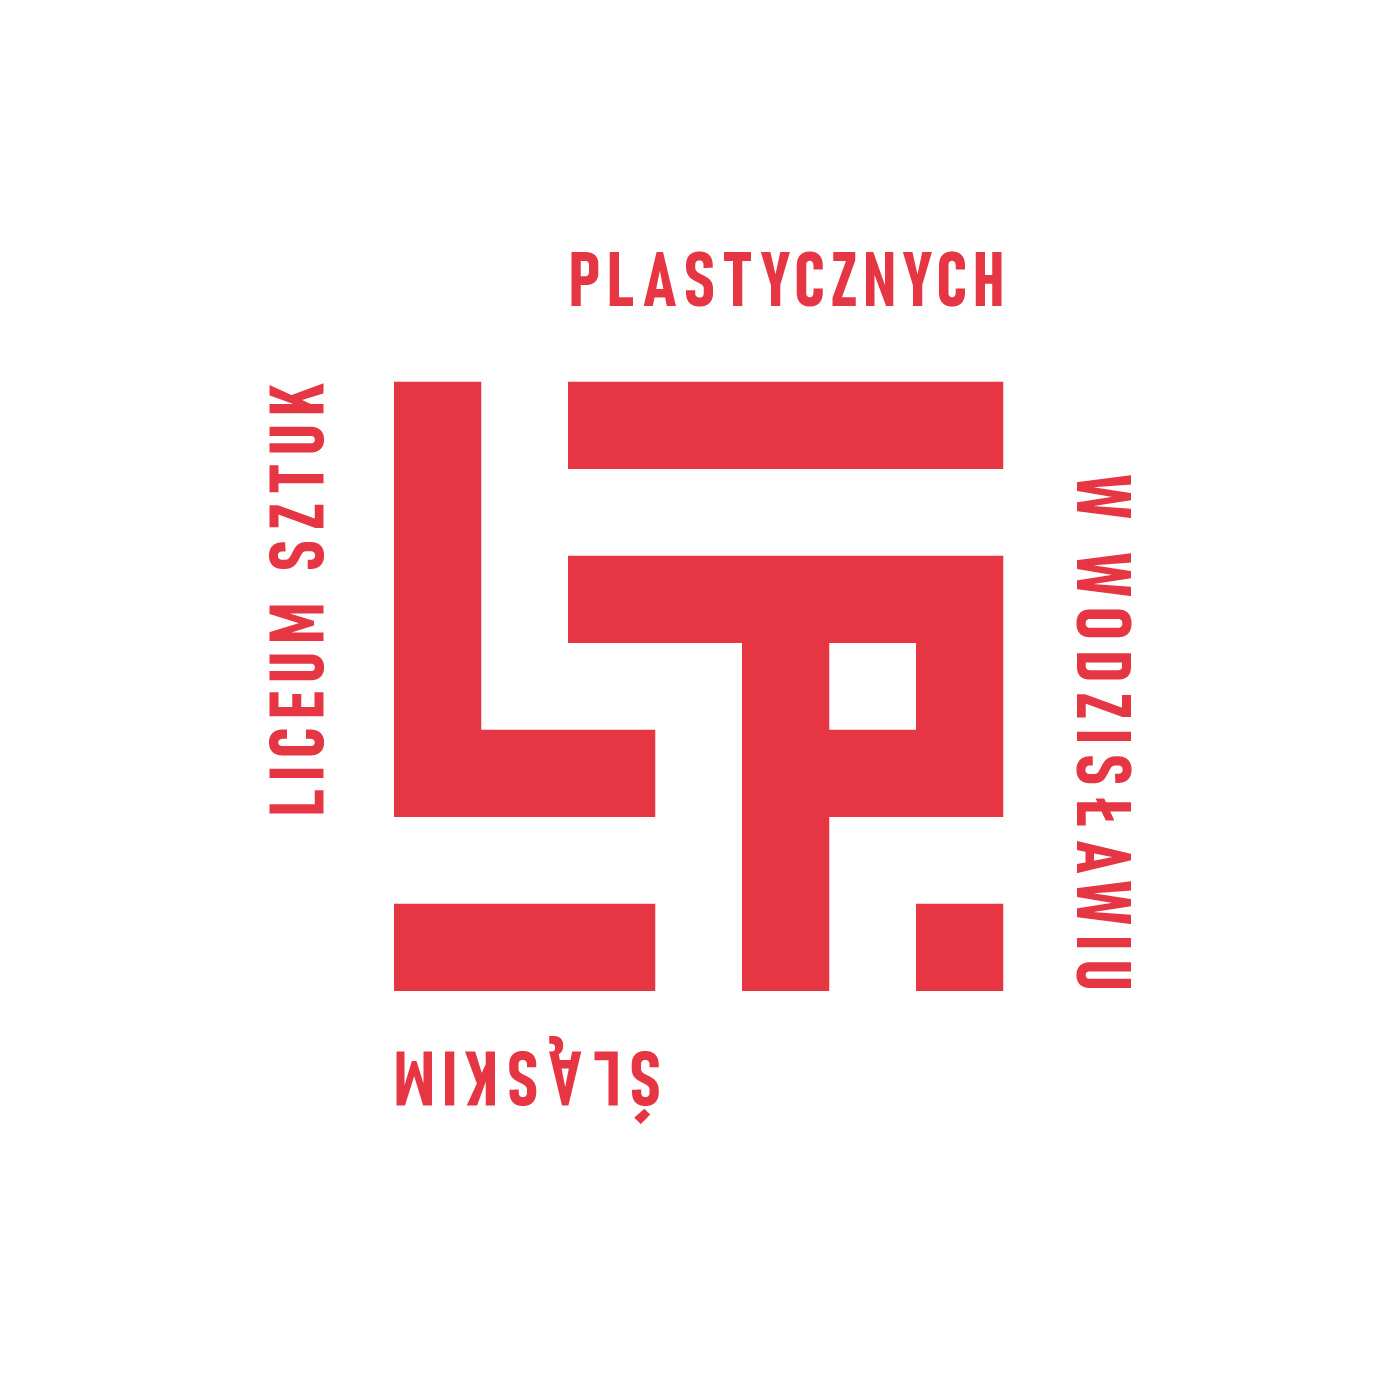 LICEUM SZTUK
PLASTYCZNYCH
W WODZISŁAWIU
ŚLĄSKIM